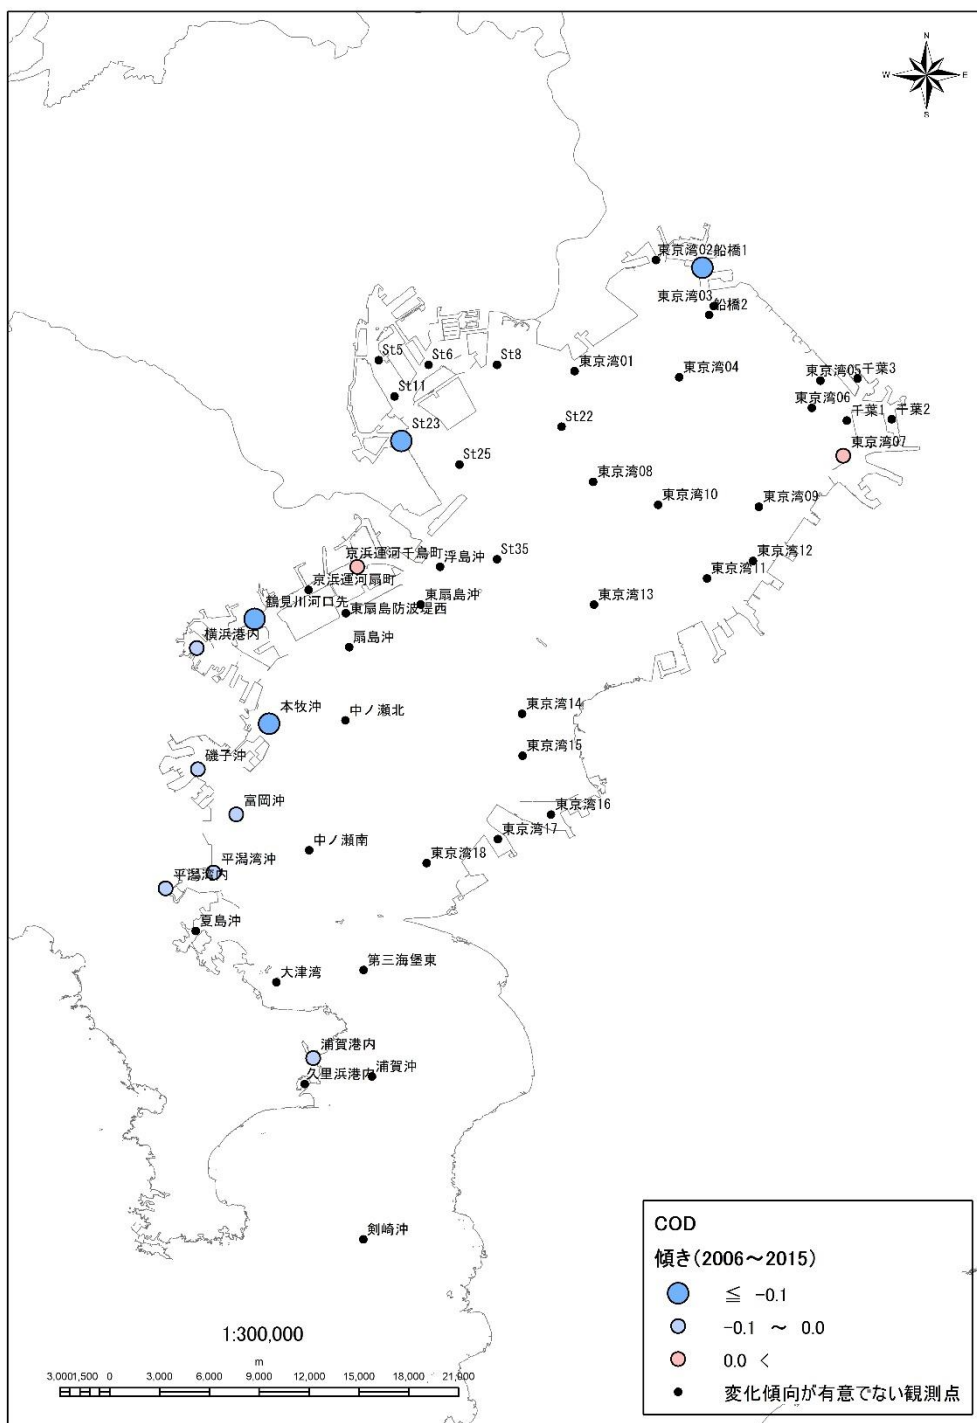 N
W
E
S
東京湾02
船橋1
東京湾03
船橋2
St5
St6
St8
東京湾01
東京湾04
東京湾05
千葉3
St11
東京湾06
千葉1
千葉2
St23
St22
東京湾07
St25
東京湾08
東京湾10
東京湾09
St35
京浜運河千鳥町
浮島沖
東京湾12
京浜運河扇町
東京湾11
鶴見川河口先
東扇島防波堤西
東扇島沖
東京湾13
横浜港内
扇島沖
本牧沖
中ノ瀬北
東京湾14
磯子沖
東京湾15
富岡沖
東京湾16
中ノ瀬南
東京湾17
平潟湾沖
東京湾18
平潟湾内
夏島沖
第三海堡東
大津湾
浦賀港内
浦賀沖
久里浜港内
剣崎沖
COD
傾き(2006～2015)
≦ -0.1
-0.1 ～ 0.0
0.0 <
変化傾向が有意でない観測点
1:300,000
m
3,0001,500 0 3,000 6,000 9,000 12,000 15,000 18,000 21,000